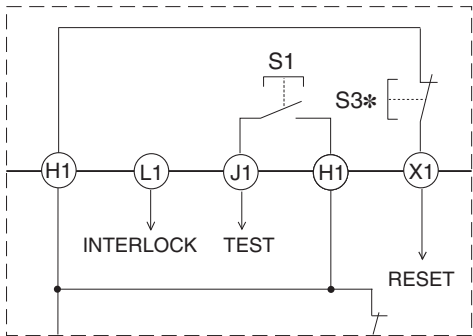 S1
S3*
H1 L1 J1 H1 X1
INTERLOCK TEST
RESET